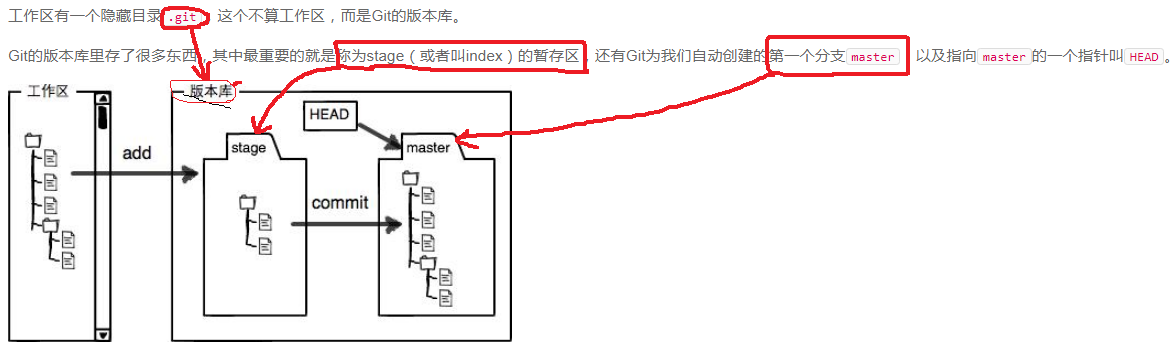 工作区有一个隐藏目录.git，这个不算工作区，而是Git的版本库。
Git的版本库里存了很多东西，其中最重要的就是称为stage（或者叫index）的暂存区，还有Git为我们自动创建的第一个分支master，以及指向master的一个指针叫HEAD。
工作区
版本库
HEAD
add
stage
master
commit